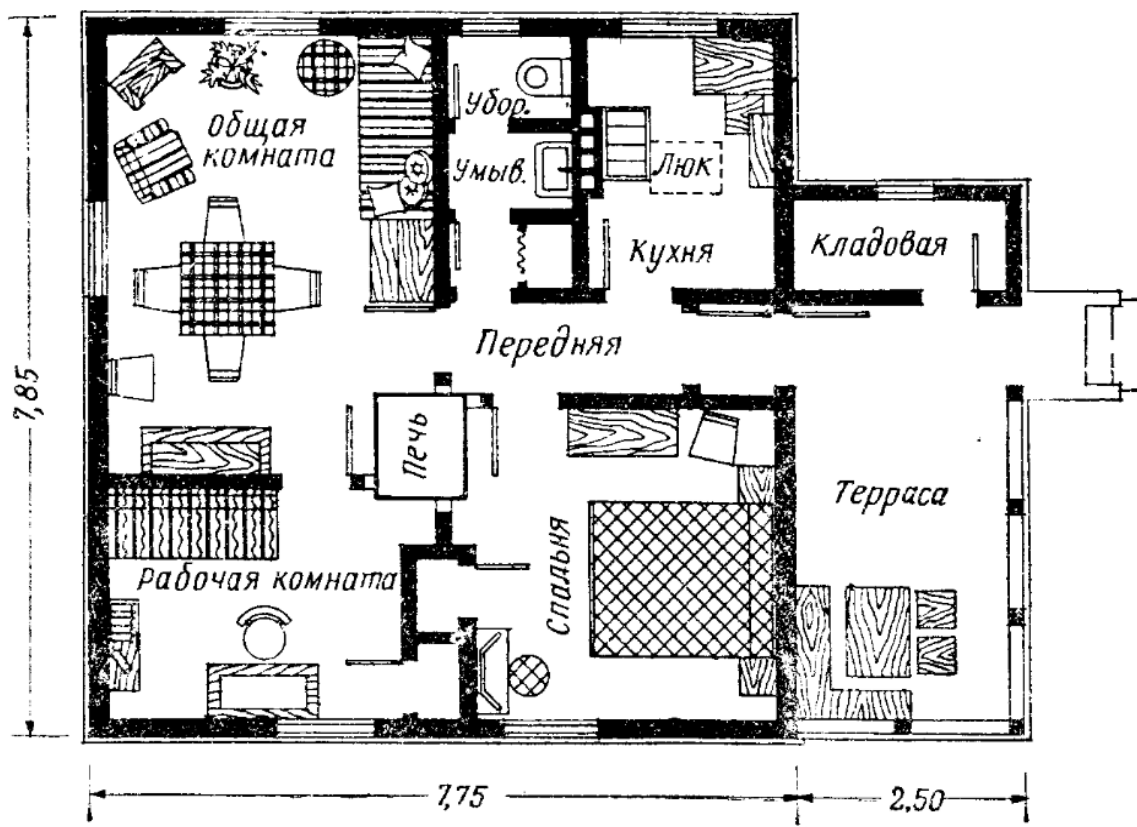 Убор.
Общая
комната
Умыв.
Люк
Кухня
Кладовая
Передняя
7,85
Печь
Терраса
Спальня
Рабочая комната
7,75
2,50